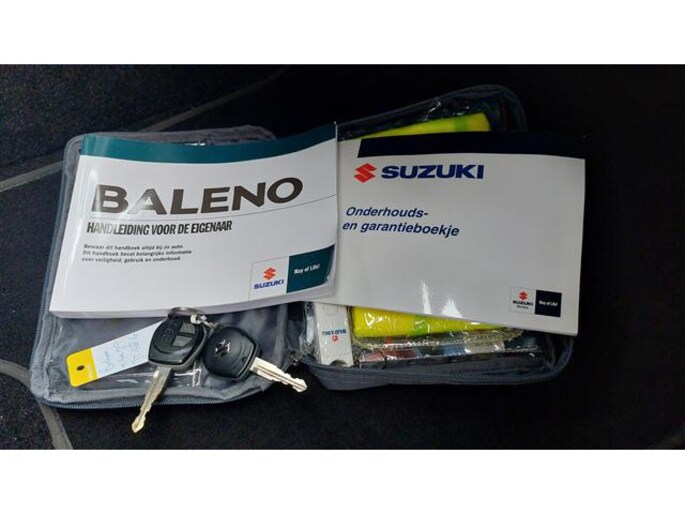 BALENO
HANDLEIDING VOOR DE EIGENAAR
Bewaar dit handboek altijd bij de auto.
Dit handboek bevat belangrijke informatie
over veiligheid, gebruik en onderhoud
SUZUKI
Way of Life!
SUZUKI
Onderhouds-
en garantieboekje
SUZUKI
Way of Life!